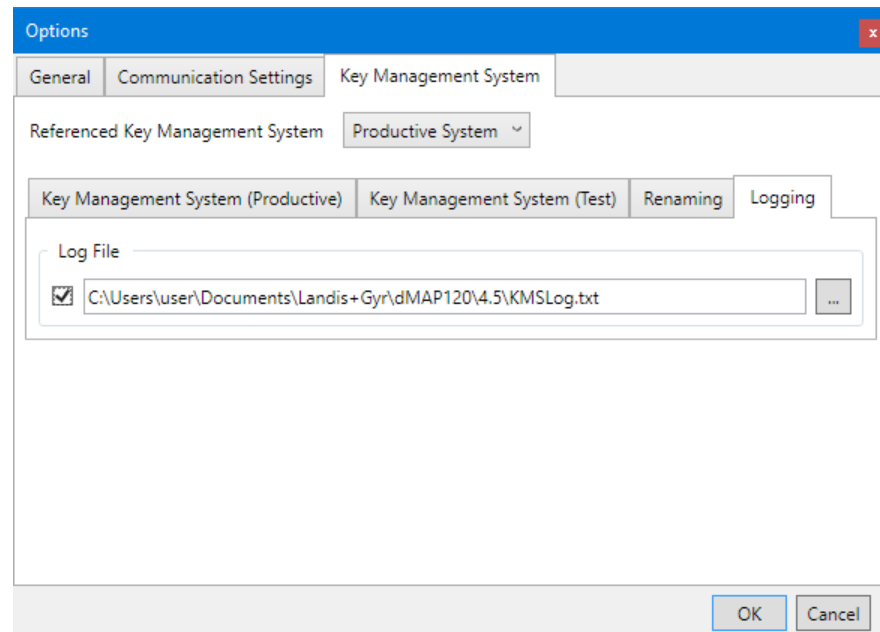 Options
x
General Communication Settings Key Management System
Referenced Key Management System Productive System
Key Management System (Productive) Key Management System (Test) Renaming Logging
Log File
C:\Users\user\Documents\Landis+Gyr\dMAP120\4.5\KMSLog.txt ...
OK Cancel